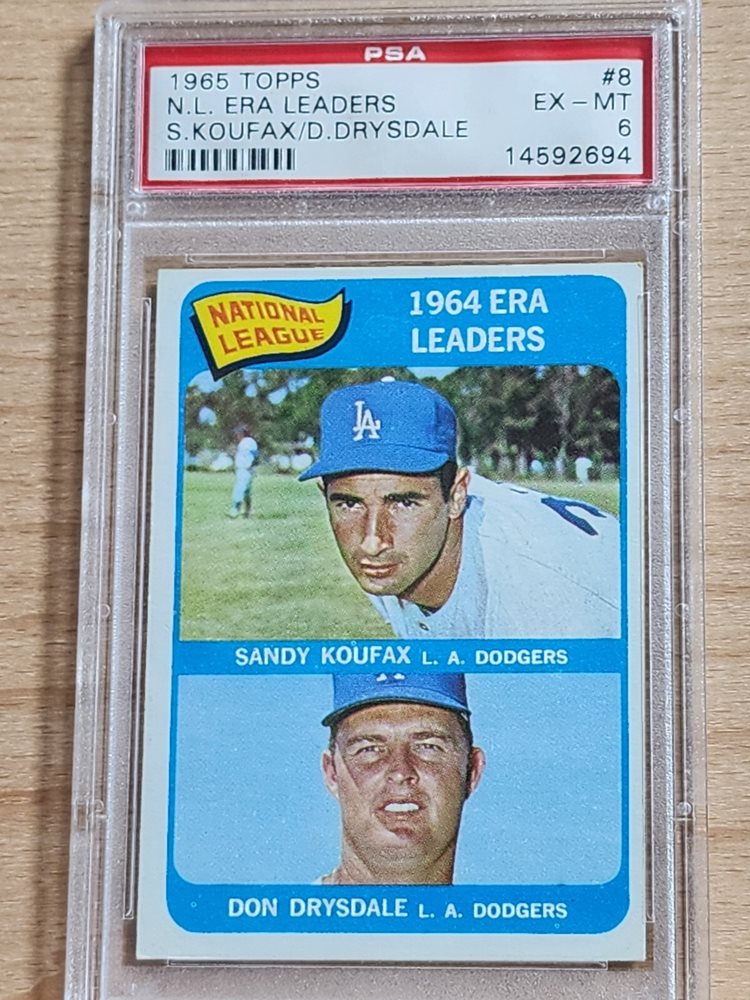 PSA
1965 TOPPS #8
N.L. ERA LEADERS EX - MT
S.KOUFAX/D.DRYSDALE 6
14592694
NATIONAL LEAGUE
1964 ERA
LEADERS
LA
SANDY KOUFAX L. A. DODGERS
DON DRYSDALE L. A. DODGERS